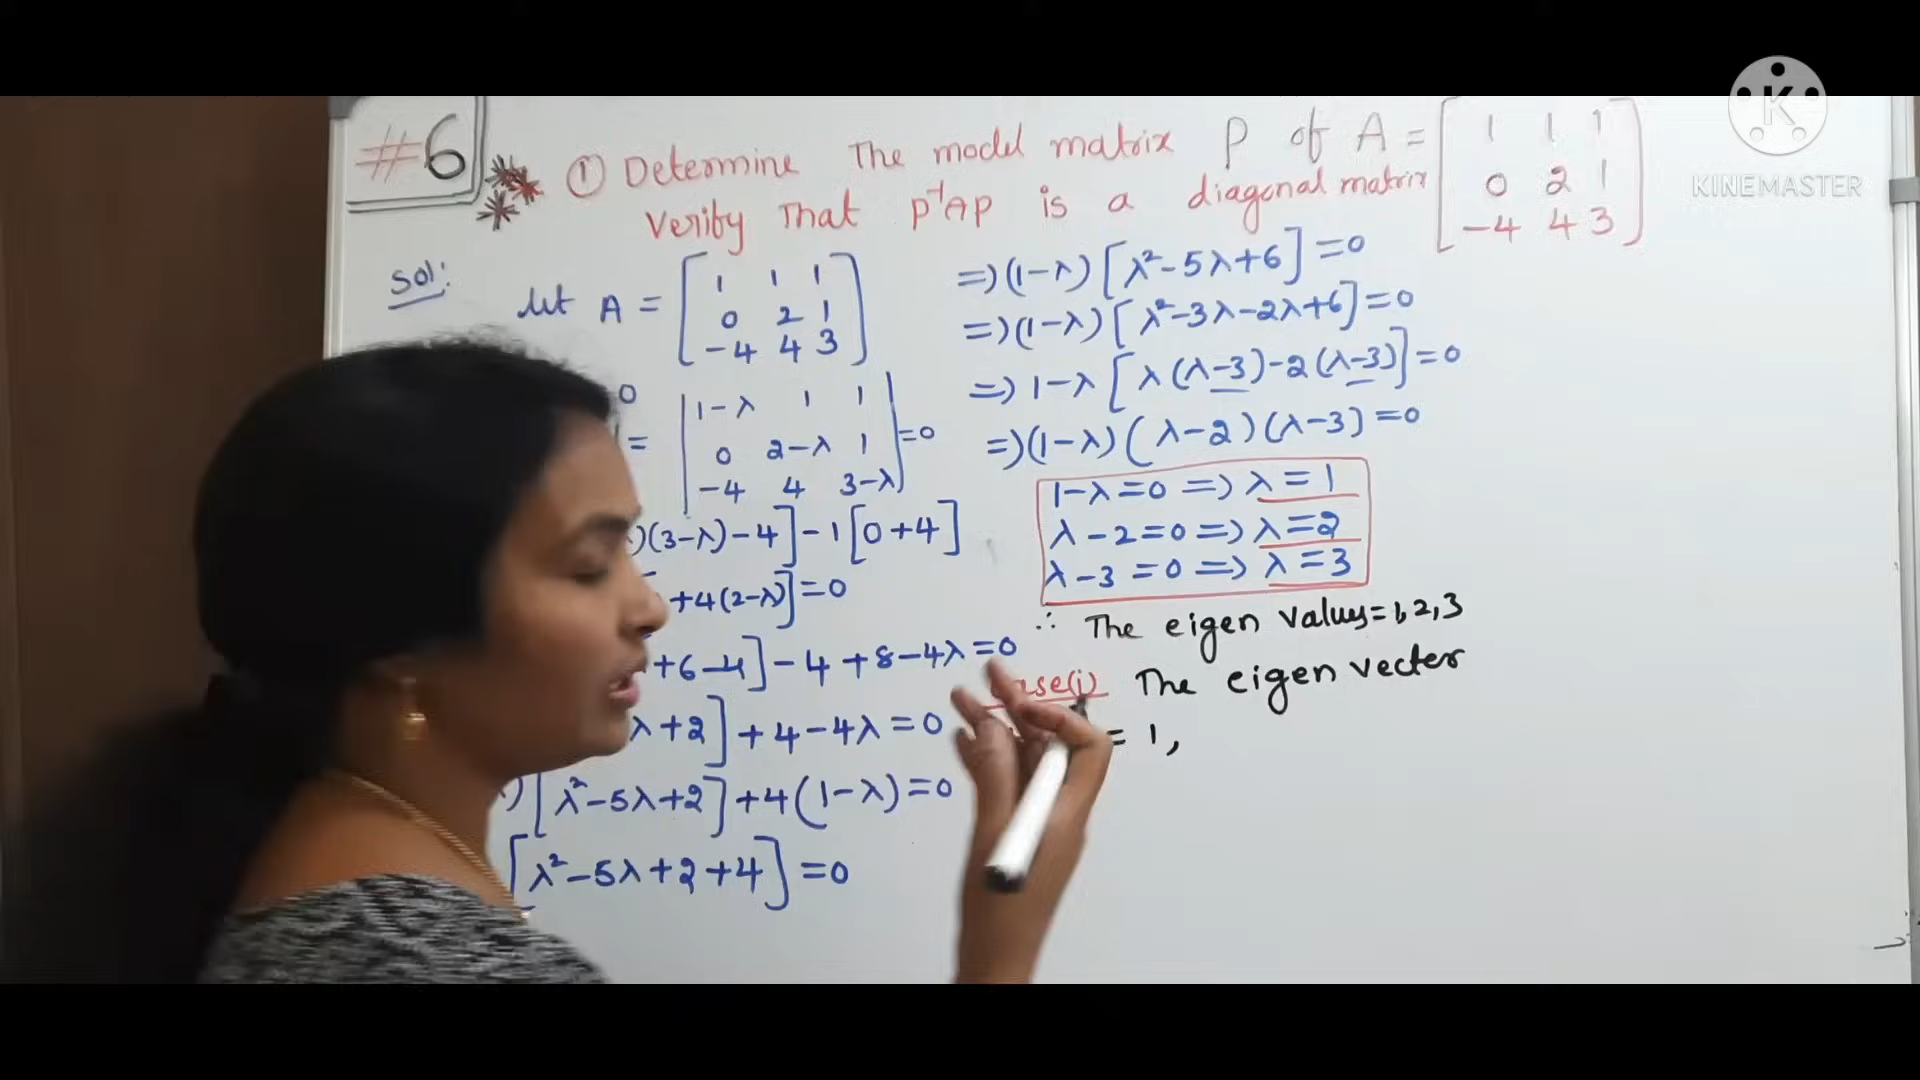 #6
① Determine The model matrix P of A = [1 1 1
0 2 1
-4 4 3]
Verify That P⁻¹AP is a diagonal matrix
Sol:
Let A = [1 1 1
0 2 1
-4 4 3]
0
= |1-λ 1 1
0 2-λ 1
-4 4 3-λ| =0
)(3-λ)-4]-1[0+4]
+4(2-λ)]=0
+6-4]-4+8-4λ=0
λ+2]+4-4λ=0
)[λ²-5λ+2]+4(1-λ)=0
[λ²-5λ+2+4]=0
=)(1-λ)[λ²-5λ+6]=0
=)(1-λ)[λ²-3λ-2λ+6]=0
=) 1-λ[λ(λ-3)-2(λ-3)]=0
=)(1-λ)(λ-2)(λ-3)=0
1-λ=0 => λ=1
λ-2=0 => λ=2
λ-3=0 => λ=3
∴ The eigen values=1,2,3
case(i) The eigen vecter
= 1,
KINEMASTER